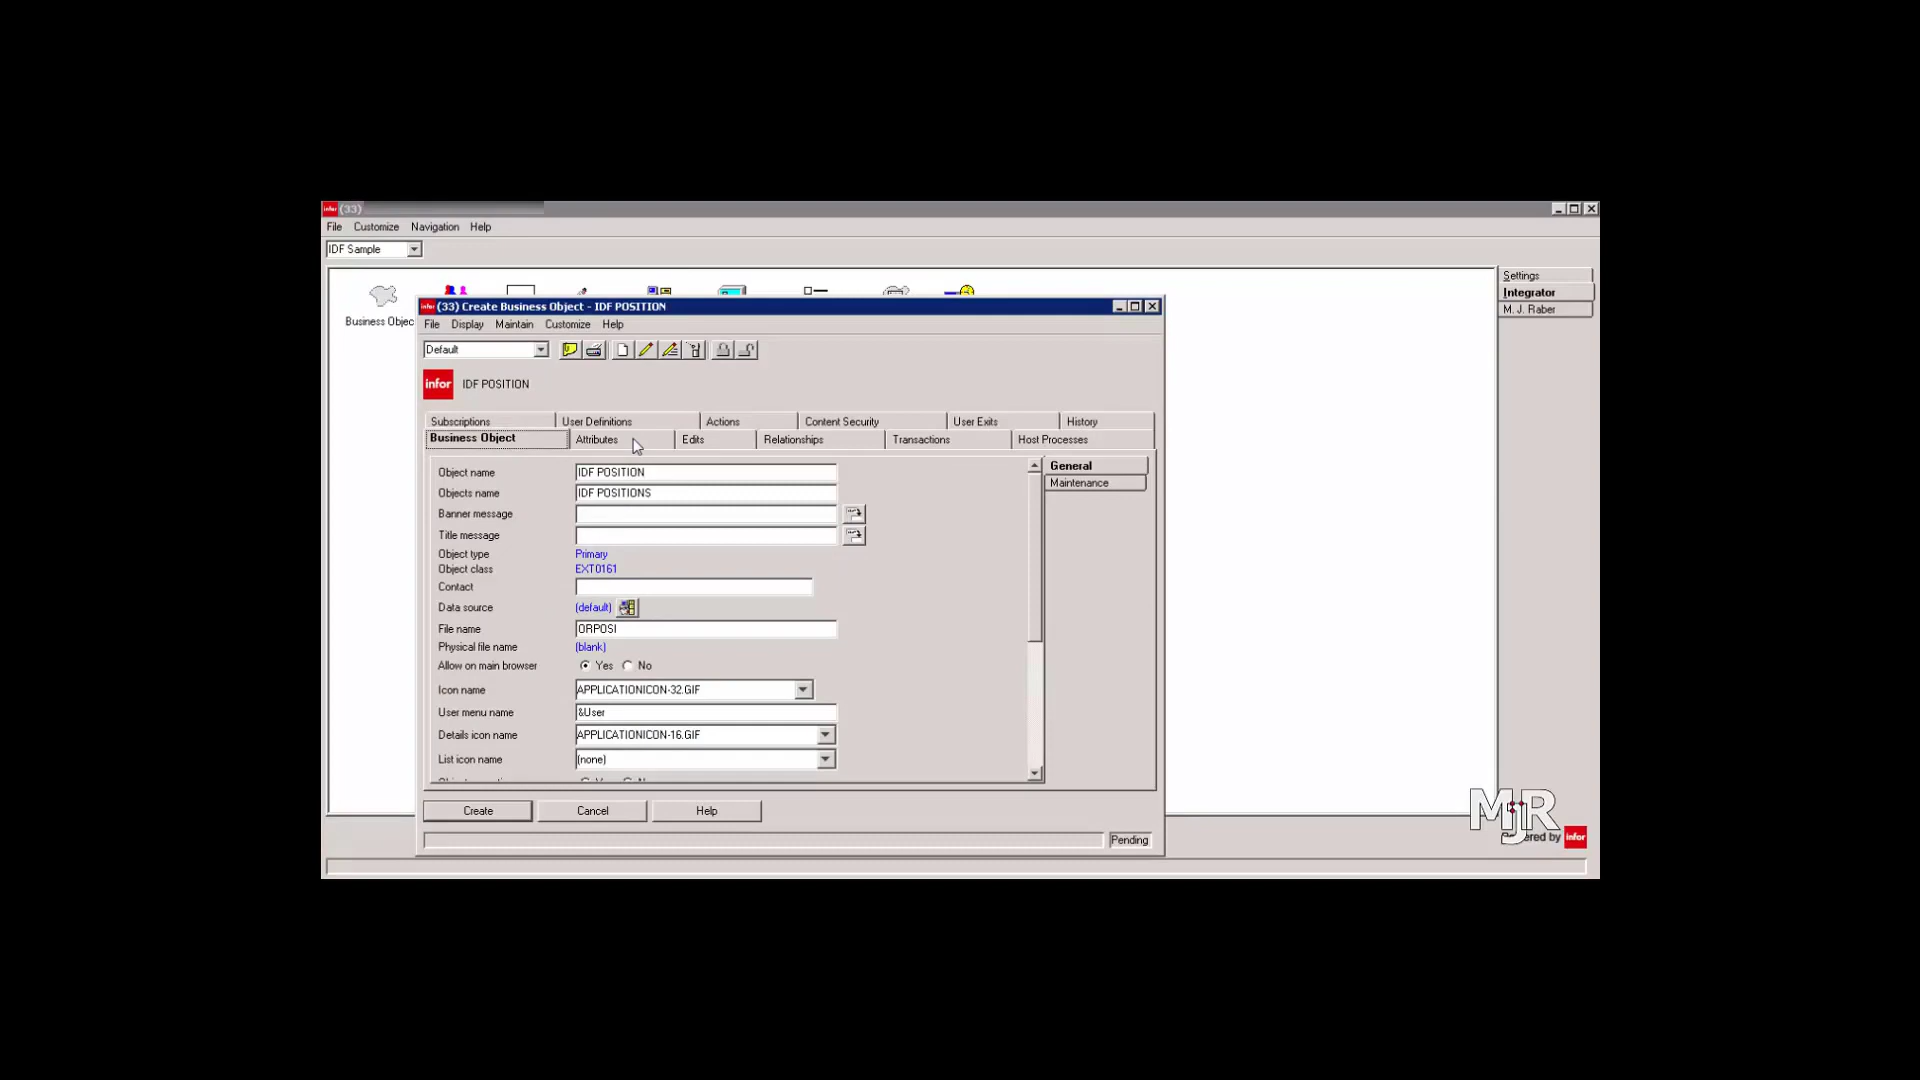 infor (33)
File Customize Navigation Help
IDF Sample
Settings
Integrator
M. J. Raber
Business Objec
infor (33) Create Business Object - IDF POSITION
File Display Maintain Customize Help
Default
infor IDF POSITION
Subscriptions User Definitions Actions Content Security User Exits History
Business Object Attributes Edits Relationships Transactions Host Processes
General
Maintenance
Object name IDF POSITION
Objects name IDF POSITIONS
Banner message
Title message
Object type Primary
Object class EXT0161
Contact
Data source (default)
File name ORPOSI
Physical file name (blank)
Allow on main browser Yes No
Icon name APPLICATIONICON-32.GIF
User menu name &User
Details icon name APPLICATIONICON-16.GIF
List icon name (none)
Create Cancel Help
Pending
MJR
ered by infor